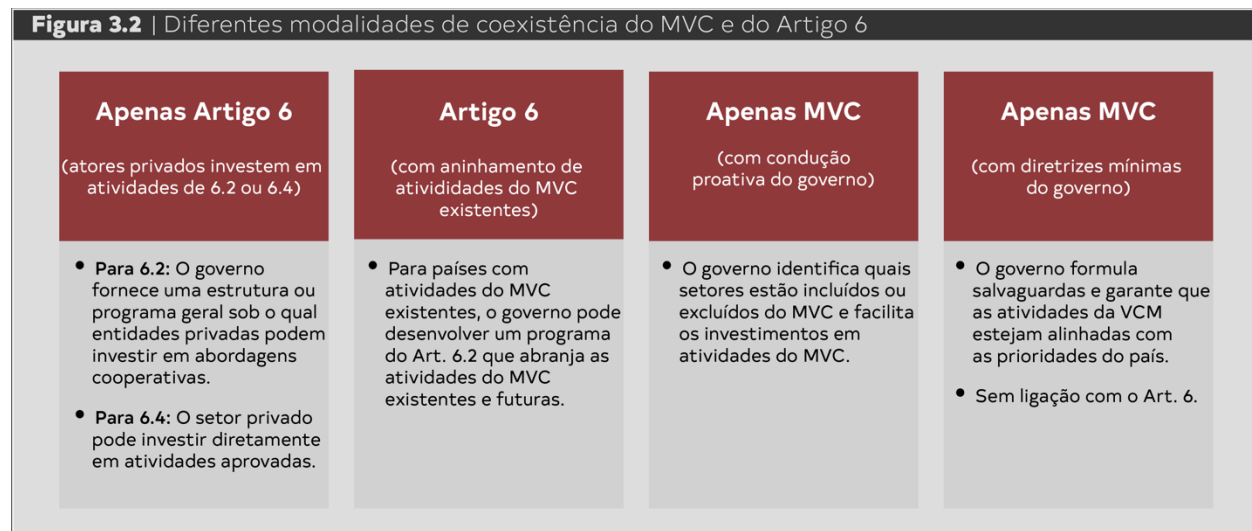 Figura 3.2 | Diferentes modalidades de coexistência do MVC e do Artigo 6
Apenas Artigo 6
(atores privados investem em
atividades de 6.2 ou 6.4)
• Para 6.2: O governo
fornece uma estrutura ou
programa geral sob o qual
entidades privadas podem
investir em abordagens
cooperativas.
• Para 6.4: O setor privado
pode investir diretamente
em atividades aprovadas.
Artigo 6
(com aninhamento de
ativididades do MVC
existentes)
• Para países com
atividades do MVC
existentes, o governo pode
desenvolver um programa
do Art. 6.2 que abranja as
atividades do MVC
existentes e futuras.
Apenas MVC
(com condução
proativa do governo)
• O governo identifica quais
setores estão incluídos ou
excluídos do MVC e facilita
os investimentos em
atividades do MVC.
Apenas MVC
(com diretrizes mínimas
do governo)
• O governo formula
salvaguardas e garante que
as atividades da VCM
estejam alinhadas com
as prioridades do país.
• Sem ligação com o Art. 6.